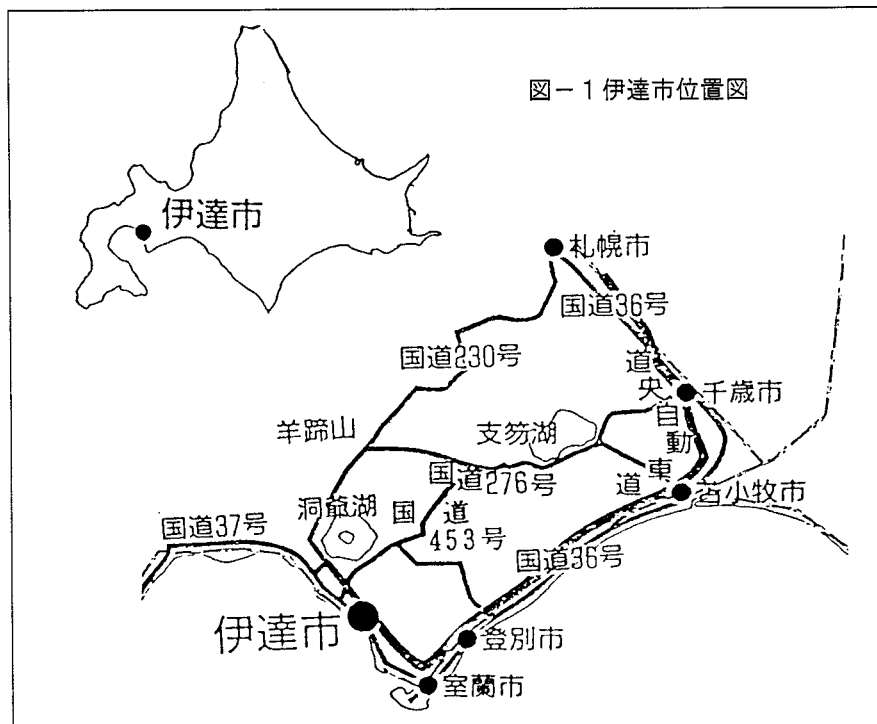 図－１伊達市位置図
伊達市
札幌市
国道36号
国道230号
道央自動車道
千歳市
羊蹄山
支笏湖
国道276号
苫小牧市
洞爺湖
国道453号
国道37号
国道36号
伊達市
登別市
室蘭市